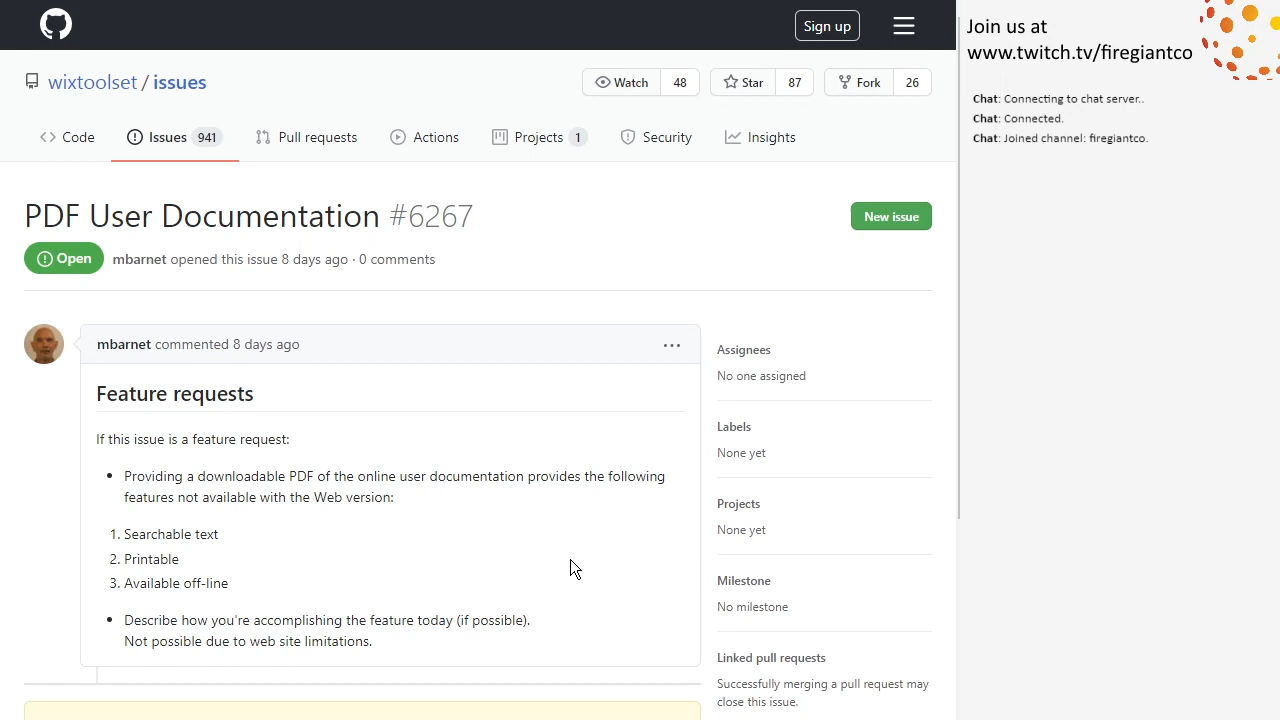 Sign up
Join us at
www.twitch.tv/firegiantco
wixtoolset / issues
Watch 48
Star 87
Fork 26
Chat: Connecting to chat server..
Chat: Connected.
Chat: Joined channel: firegiantco.
Code
Issues 941
Pull requests
Actions
Projects 1
Security
Insights
PDF User Documentation #6267
New issue
Open
mbarnet opened this issue 8 days ago · 0 comments
mbarnet commented 8 days ago
Feature requests
If this issue is a feature request:
• Providing a downloadable PDF of the online user documentation provides the following
features not available with the Web version:
1. Searchable text
2. Printable
3. Available off-line
• Describe how you're accomplishing the feature today (if possible).
Not possible due to web site limitations.
Assignees
No one assigned
Labels
None yet
Projects
None yet
Milestone
No milestone
Linked pull requests
Successfully merging a pull request may
close this issue.